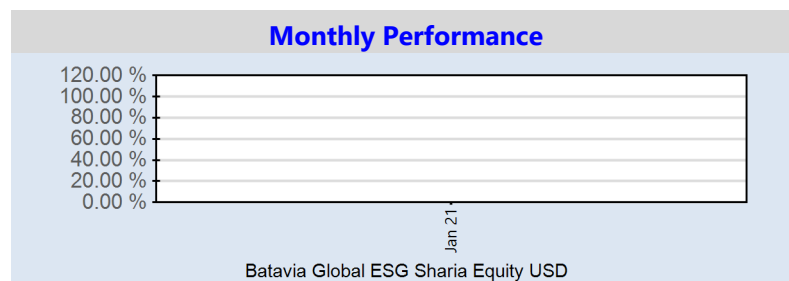 Monthly Performance
120.00 %
100.00 %
80.00 %
60.00 %
40.00 %
20.00 %
0.00 %
Jan 21
Batavia Global ESG Sharia Equity USD